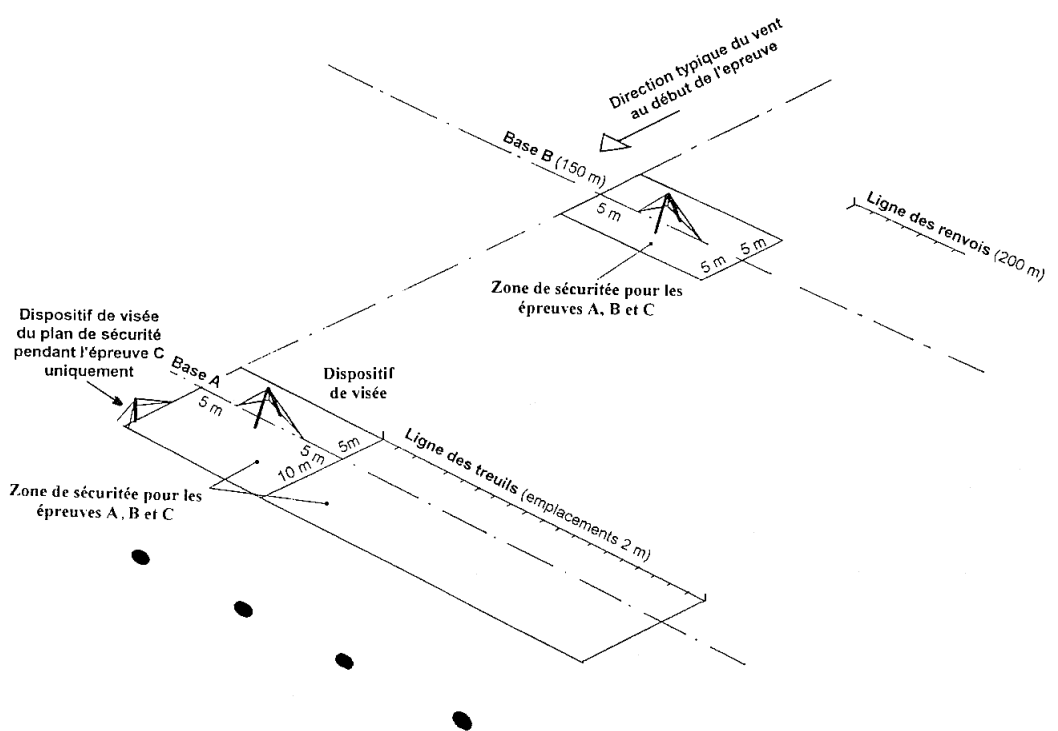 Direction typique du vent
au début de l'epreuve
Base B (150 m)
5 m
5 m
5 m
Ligne des renvois (200 m)
Zone de sécuritée pour les
épreuves A, B et C
Dispositif de visée
du plan de sécurité
pendant l'épreuve C
uniquement
Base A
5 m
Dispositif
de visée
5m
5 m
10 m
Ligne des treuils (emplacements 2 m)
Zone de sécuritée pour les
épreuves A, B et C